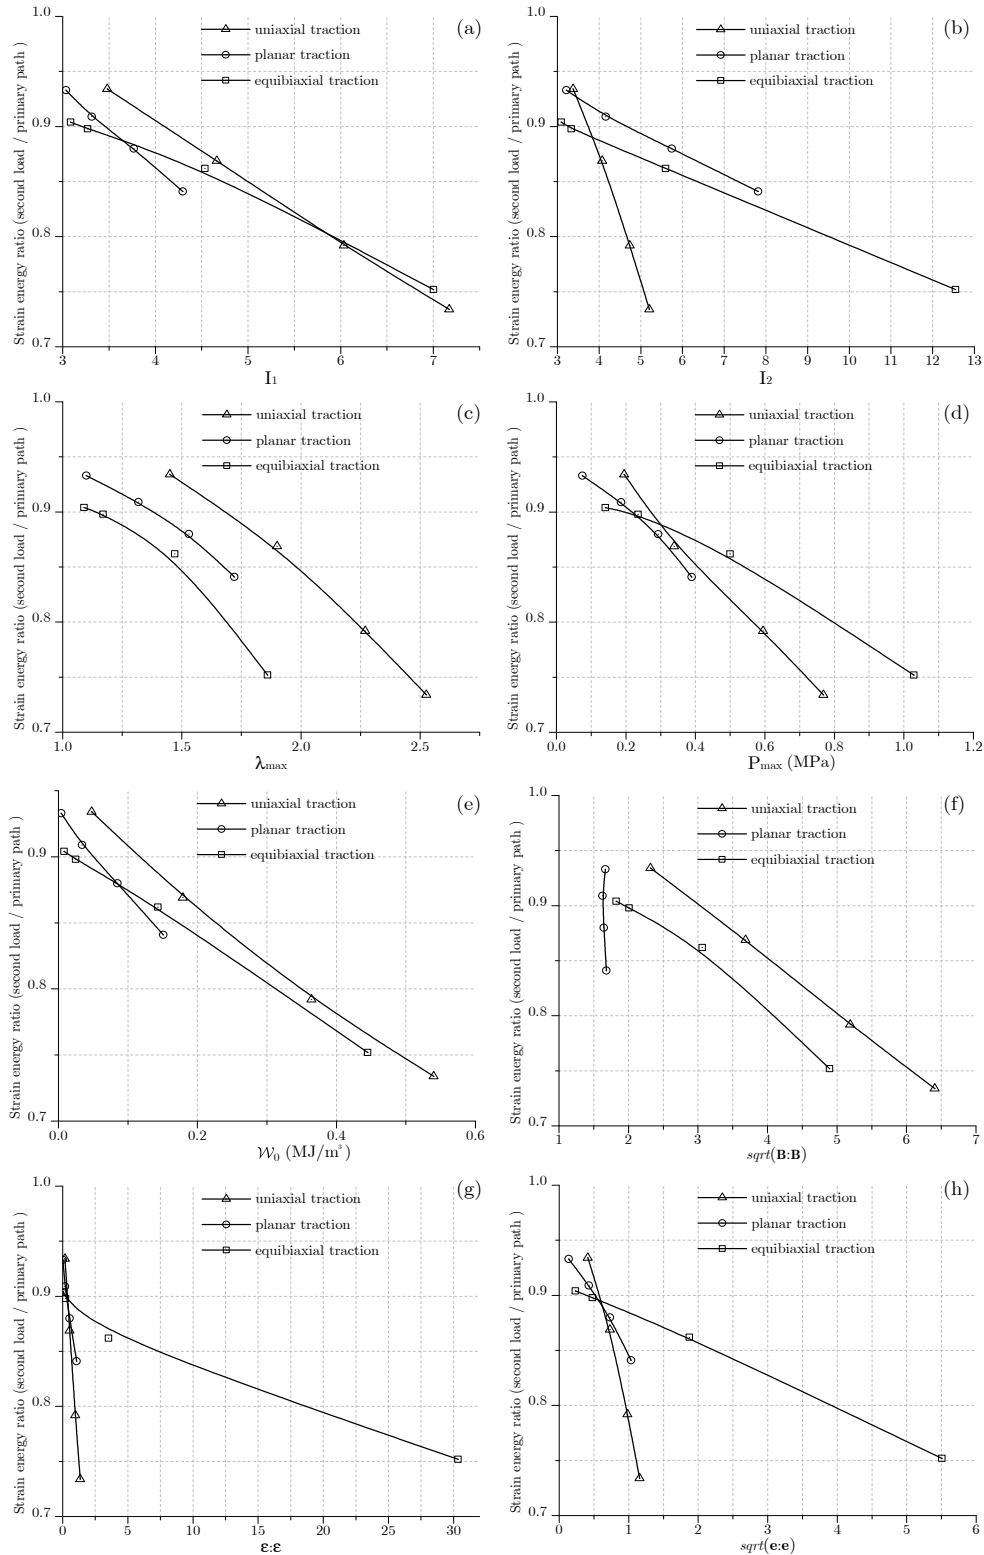 (a)
uniaxial traction
planar traction
equibiaxial traction
Strain energy ratio (second load / primary path )
1.0
0.9
0.8
0.7
3 4 5 6 7
I1
(b)
uniaxial traction
planar traction
equibiaxial traction
Strain energy ratio (second load / primary path )
1.0
0.9
0.8
0.7
3 4 5 6 7 8 9 10 11 12 13
I2
(c)
uniaxial traction
planar traction
equibiaxial traction
Strain energy ratio (second load / primary path )
1.0
0.9
0.8
0.7
1.0 1.5 2.0 2.5
λmax
(d)
uniaxial traction
planar traction
equibiaxial traction
Strain energy ratio (second load / primary path )
1.0
0.9
0.8
0.7
0.0 0.2 0.4 0.6 0.8 1.0 1.2
Pmax (MPa)
(e)
uniaxial traction
planar traction
equibiaxial traction
Strain energy ratio (second load / primary path )
0.9
0.8
0.7
0.0 0.2 0.4 0.6
𝒲0 (MJ/m³)
(f)
uniaxial traction
planar traction
equibiaxial traction
Strain energy ratio (second load / primary path )
1.0
0.9
0.8
0.7
1 2 3 4 5 6 7
sqrt(B:B)
(g)
uniaxial traction
planar traction
equibiaxial traction
Strain energy ratio (second load / primary path )
1.0
0.9
0.8
0.7
0 5 10 15 20 25 30
ε:ε
(h)
uniaxial traction
planar traction
equibiaxial traction
Strain energy ratio (second load / primary path )
1.0
0.9
0.8
0.7
0 1 2 3 4 5 6
sqrt(e:e)